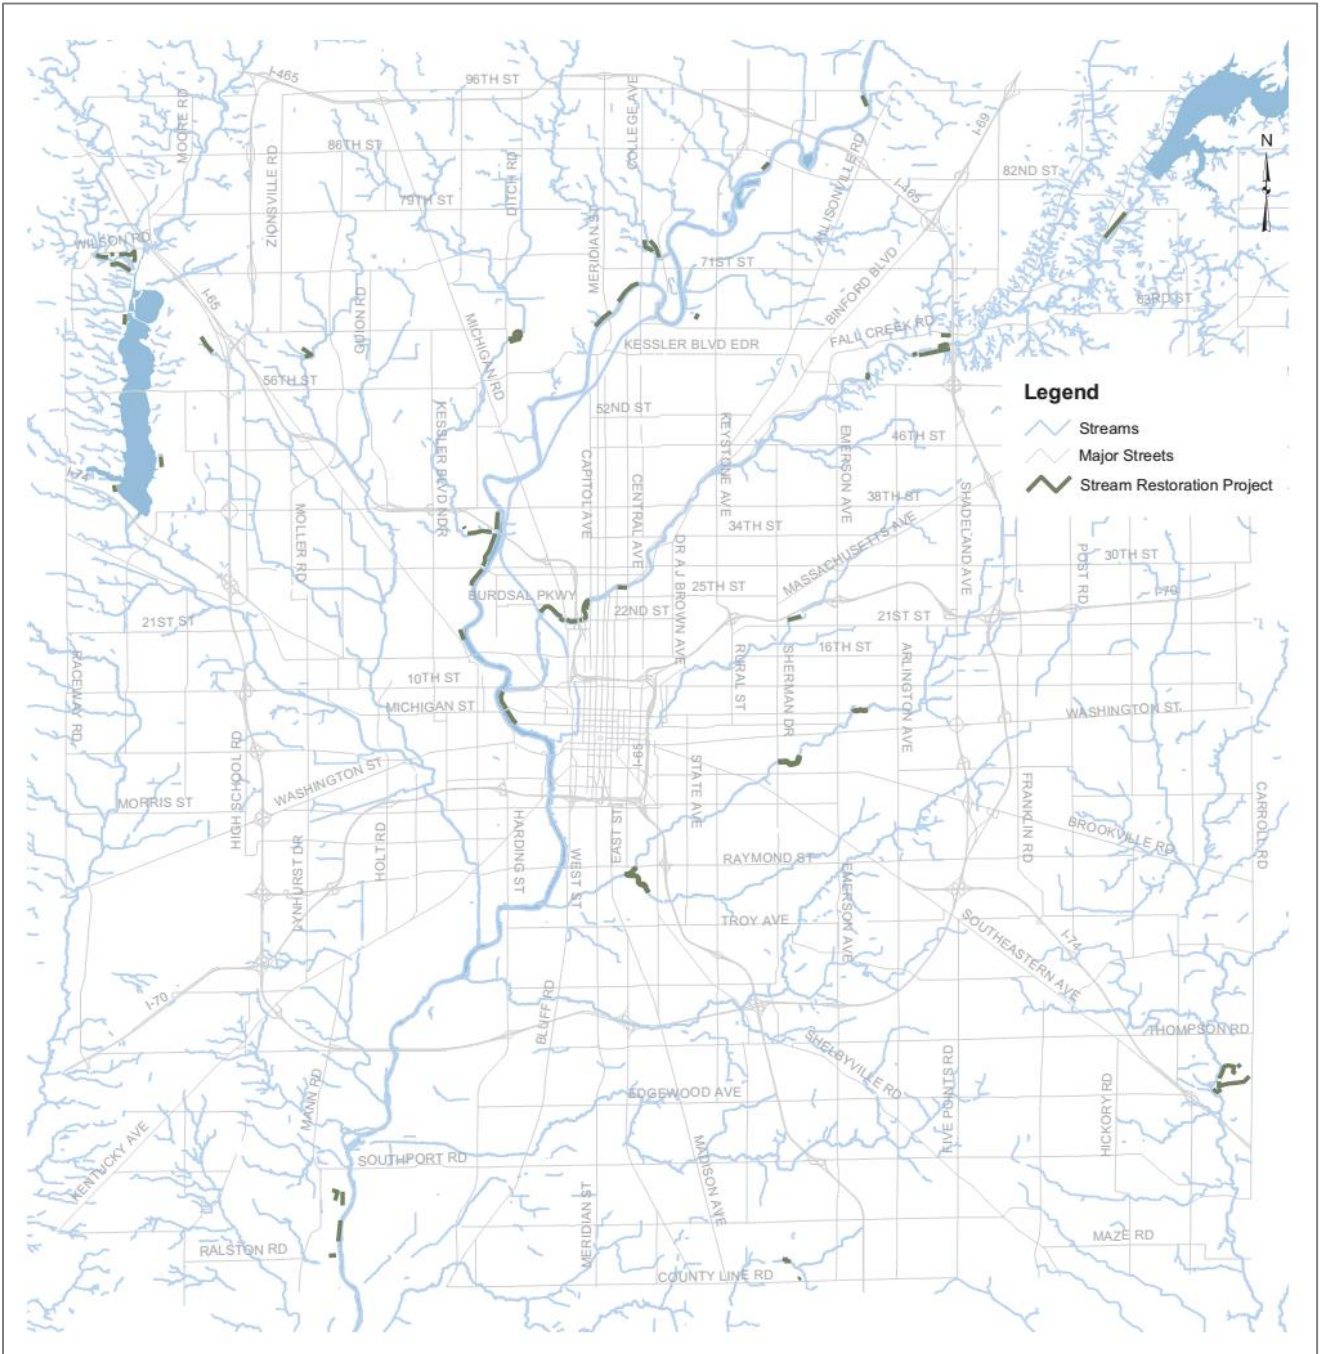 I-465
96TH ST
MOORE RD
COLLEGE AVE
I-69
N
86TH ST
ZIONSVILLE RD
DITCH RD
ALLISONVILLE RD
82ND ST
I-465
79TH ST
MERIDIAN ST
WILSON RD
71ST ST
BINFORD BLVD
63RD ST
I-65
GUION RD
MICHIGAN RD
FALL CREEK RD
KESSLER BLVD EDR
56TH ST
Legend
Streams
Major Streets
Stream Restoration Project
52ND ST
KESSLER BLVD NDR
KEYSTONE AVE
EMERSON AVE
46TH ST
I-74
CAPITOL AVE
CENTRAL AVE
38TH ST
SHADELAND AVE
MOLLER RD
34TH ST
MASSACHUSETTS AVE
DR A J BROWN AVE
POST RD
30TH ST
BURDSAL PKWY
25TH ST
22ND ST
I-70
21ST ST
21ST ST
RACEWAY RD
RURAL ST
SHERMAN DR
16TH ST
ARLINGTON AVE
10TH ST
MICHIGAN ST
WASHINGTON ST.
HIGH SCHOOL RD
WASHINGTON ST
I-65
STATE AVE
FRANKLIN RD
CARROLL RD
MORRIS ST
LYNHURST DR
HOLT RD
HARDING ST
WEST ST
EAST ST
RAYMOND ST
EMERSON AVE
BROOKVILLE RD
TROY AVE
SOUTHEASTERN AVE
I-74
I-70
BLUFF RD
THOMPSON RD
SHELBYVILLE RD
FIVE POINTS RD
HICKORY RD
MANN RD
EDGEWOOD AVE
KENTUCKY AVE
SOUTHPORT RD
MADISON AVE
MERIDIAN ST
RALSTON RD
MAZE RD
COUNTY LINE RD